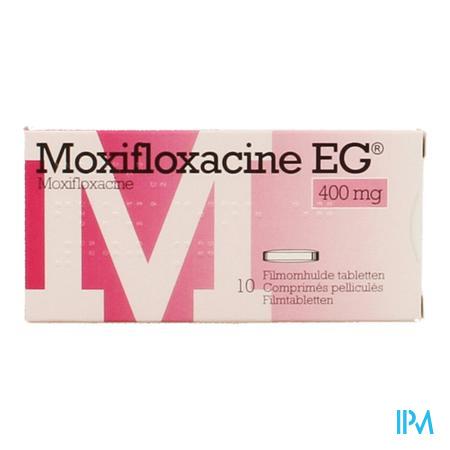 Moxifloxacine EG®
Moxifloxacine
400 mg
10 Filmomhulde tabletten
Comprimés pelliculés
Filmtabletten
IPM